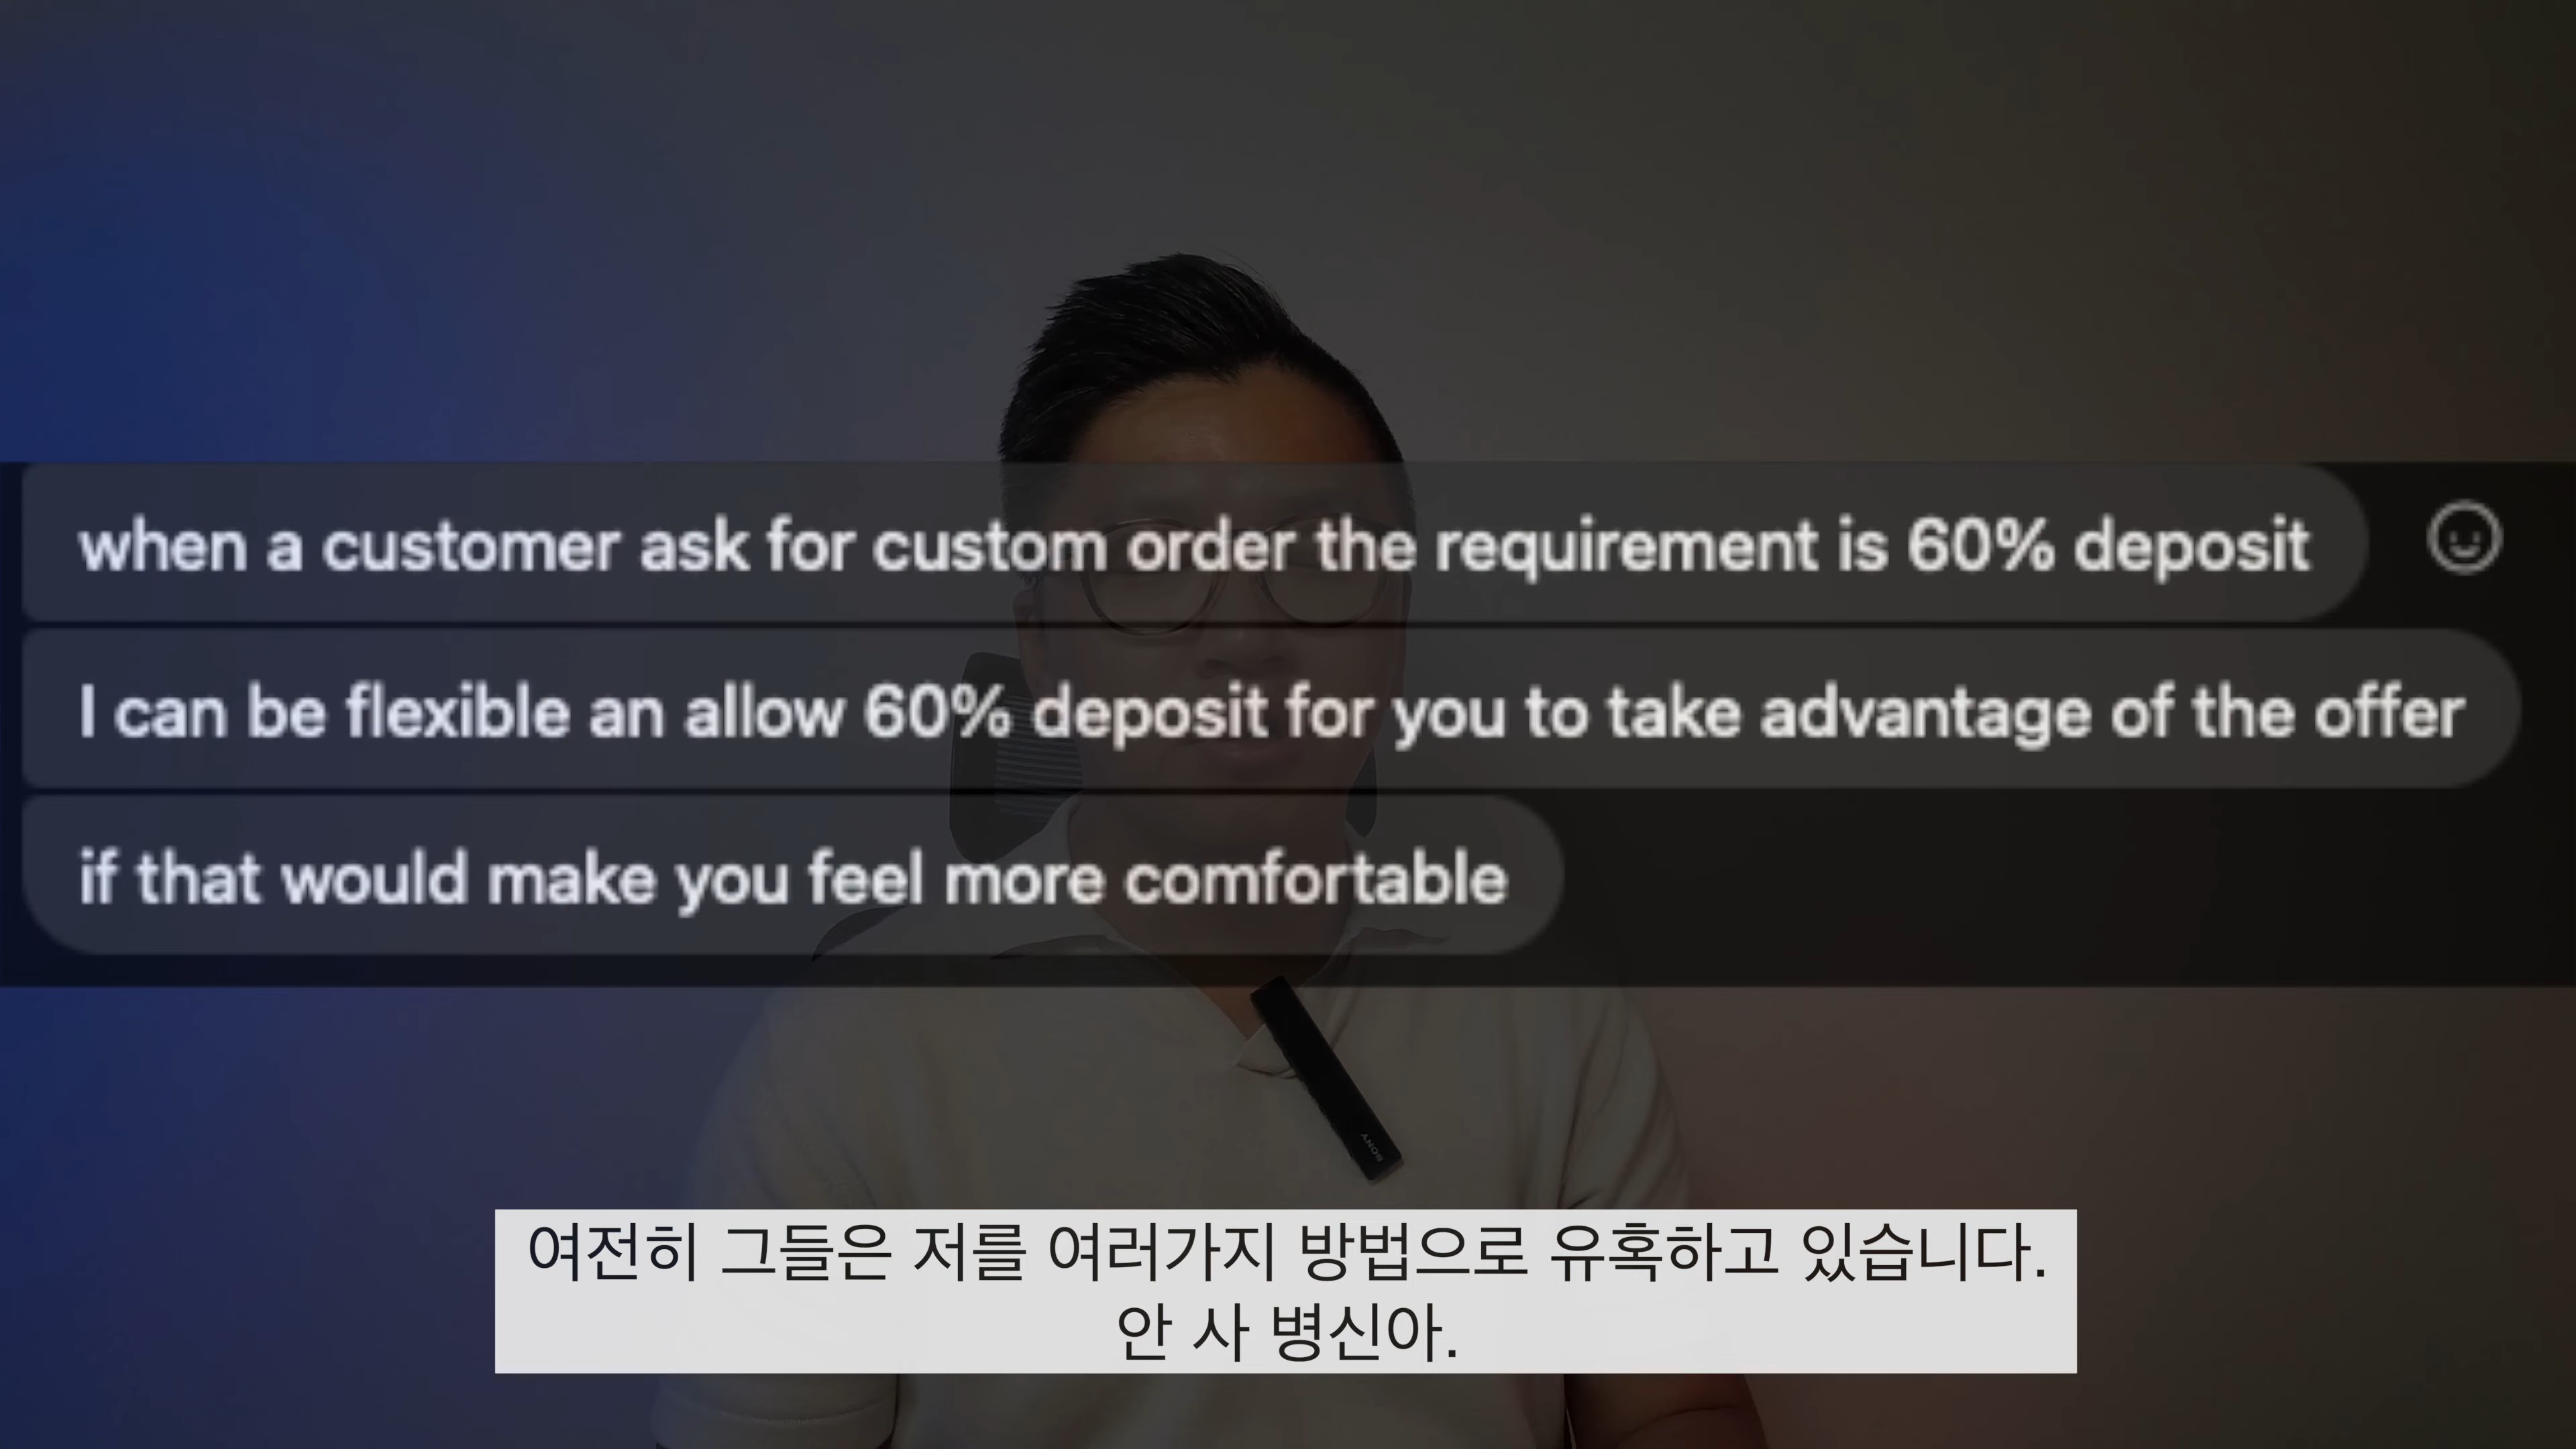 when a customer ask for custom order the requirement is 60% deposit
I can be flexible an allow 60% deposit for you to take advantage of the offer
if that would make you feel more comfortable
SONY
여전히 그들은 저를 여러가지 방법으로 유혹하고 있습니다.
안 사 병신아.